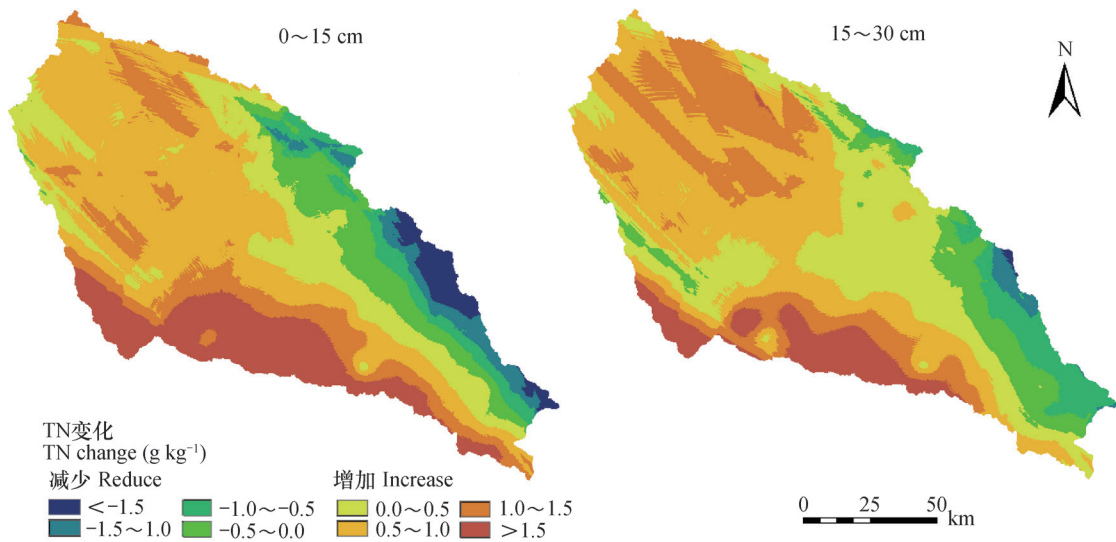 0～15 cm
15～30 cm
N
TN变化
TN change (g kg⁻¹)
减少 Reduce
增加 Increase
<-1.5
-1.0～-0.5
0.0～0.5
1.0～1.5
-1.5～1.0
-0.5～0.0
0.5～1.0
>1.5
0 25 50
km